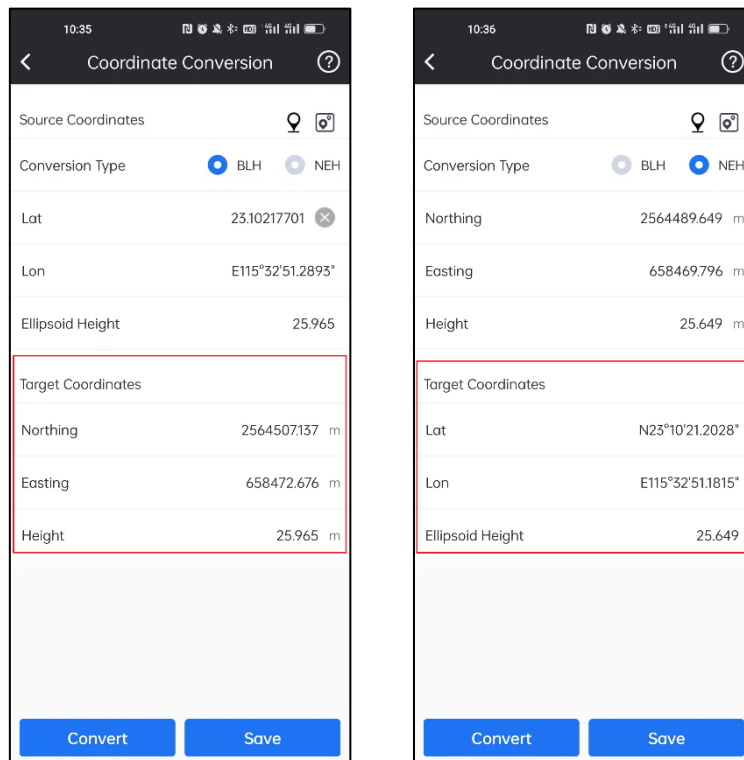 10:35
Coordinate Conversion
Source Coordinates
Conversion Type BLH NEH
Lat 23.10217701
Lon E115°32'51.2893"
Ellipsoid Height 25.965
Target Coordinates
Northing 2564507.137 m
Easting 658472.676 m
Height 25.965 m
Convert Save
10:36
Coordinate Conversion
Source Coordinates
Conversion Type BLH NEH
Northing 2564489.649 m
Easting 658469.796 m
Height 25.649 m
Target Coordinates
Lat N23°10'21.2028"
Lon E115°32'51.1815"
Ellipsoid Height 25.649
Convert Save